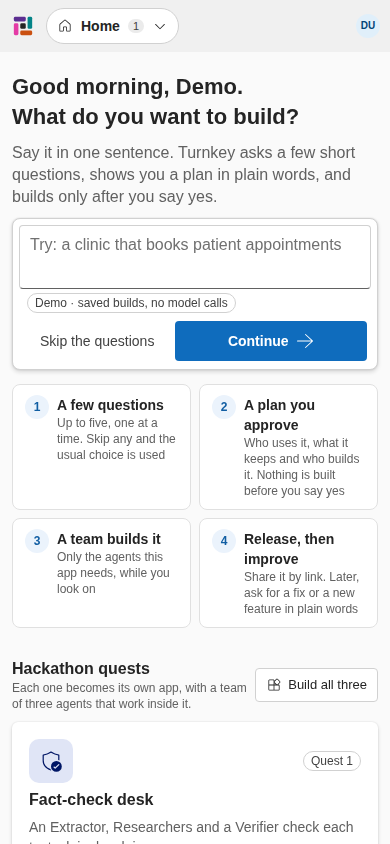 Home 1
DU
Good morning, Demo.
What do you want to build?
Say it in one sentence. Turnkey asks a few short
questions, shows you a plan in plain words, and
builds only after you say yes.
Try: a clinic that books patient appointments
Demo · saved builds, no model calls
Skip the questions
Continue
1
A few questions
Up to five, one at a
time. Skip any and the
usual choice is used
2
A plan you
approve
Who uses it, what it
keeps and who builds
it. Nothing is built
before you say yes
3
A team builds it
Only the agents this
app needs, while you
look on
4
Release, then
improve
Share it by link. Later,
ask for a fix or a new
feature in plain words
Hackathon quests
Each one becomes its own app, with a team
of three agents that work inside it.
Build all three
Quest 1
Fact-check desk
An Extractor, Researchers and a Verifier check each